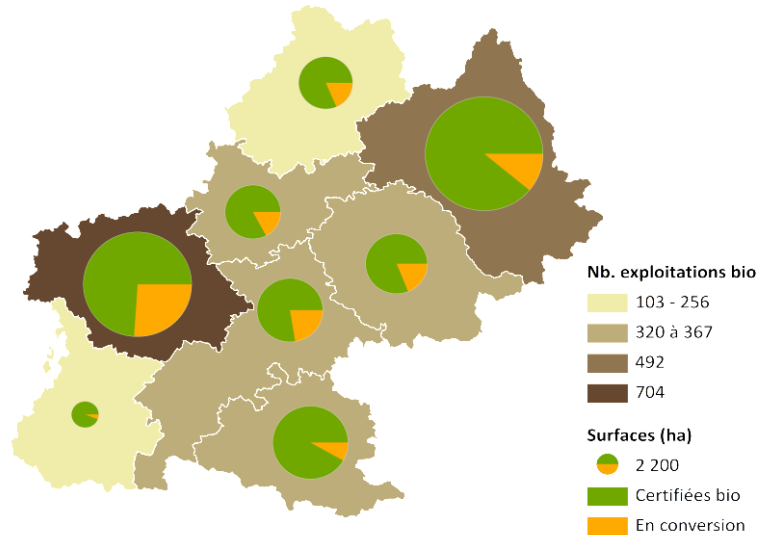 Nb. exploitations bio
103 - 256
320 à 367
492
704
Surfaces (ha)
2 200
Certifiées bio
En conversion